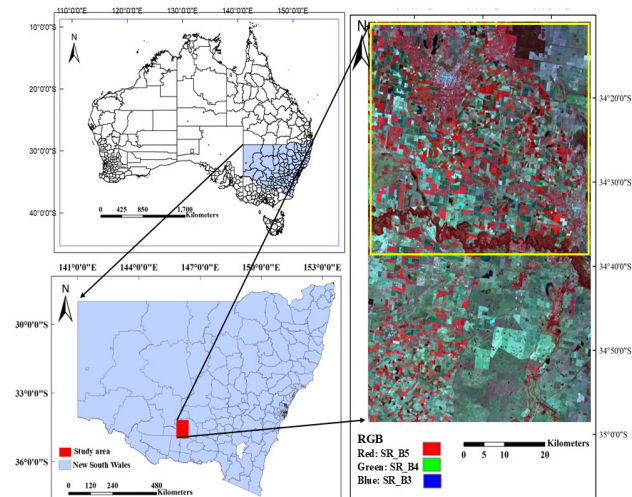 110°0'0"E 120°0'0"E 130°0'0"E 140°0'0"E 150°0'0"E
10°0'0"S
N
20°0'0"S
30°0'0"S
40°0'0"S
0 425 850 1,700
Kilometers
141°0'0"E 144°0'0"E 147°0'0"E 150°0'0"E 153°0'0"E
N
30°0'0"S
33°0'0"S
36°0'0"S
Study area
New South Wales
0 120 240 480
Kilometers
N
34°20'0"S
34°30'0"S
34°40'0"S
34°50'0"S
35°0'0"S
RGB
Red: SR_B5
Green: SR_B4
Blue: SR_B3
Kilometers
0 5 10 20